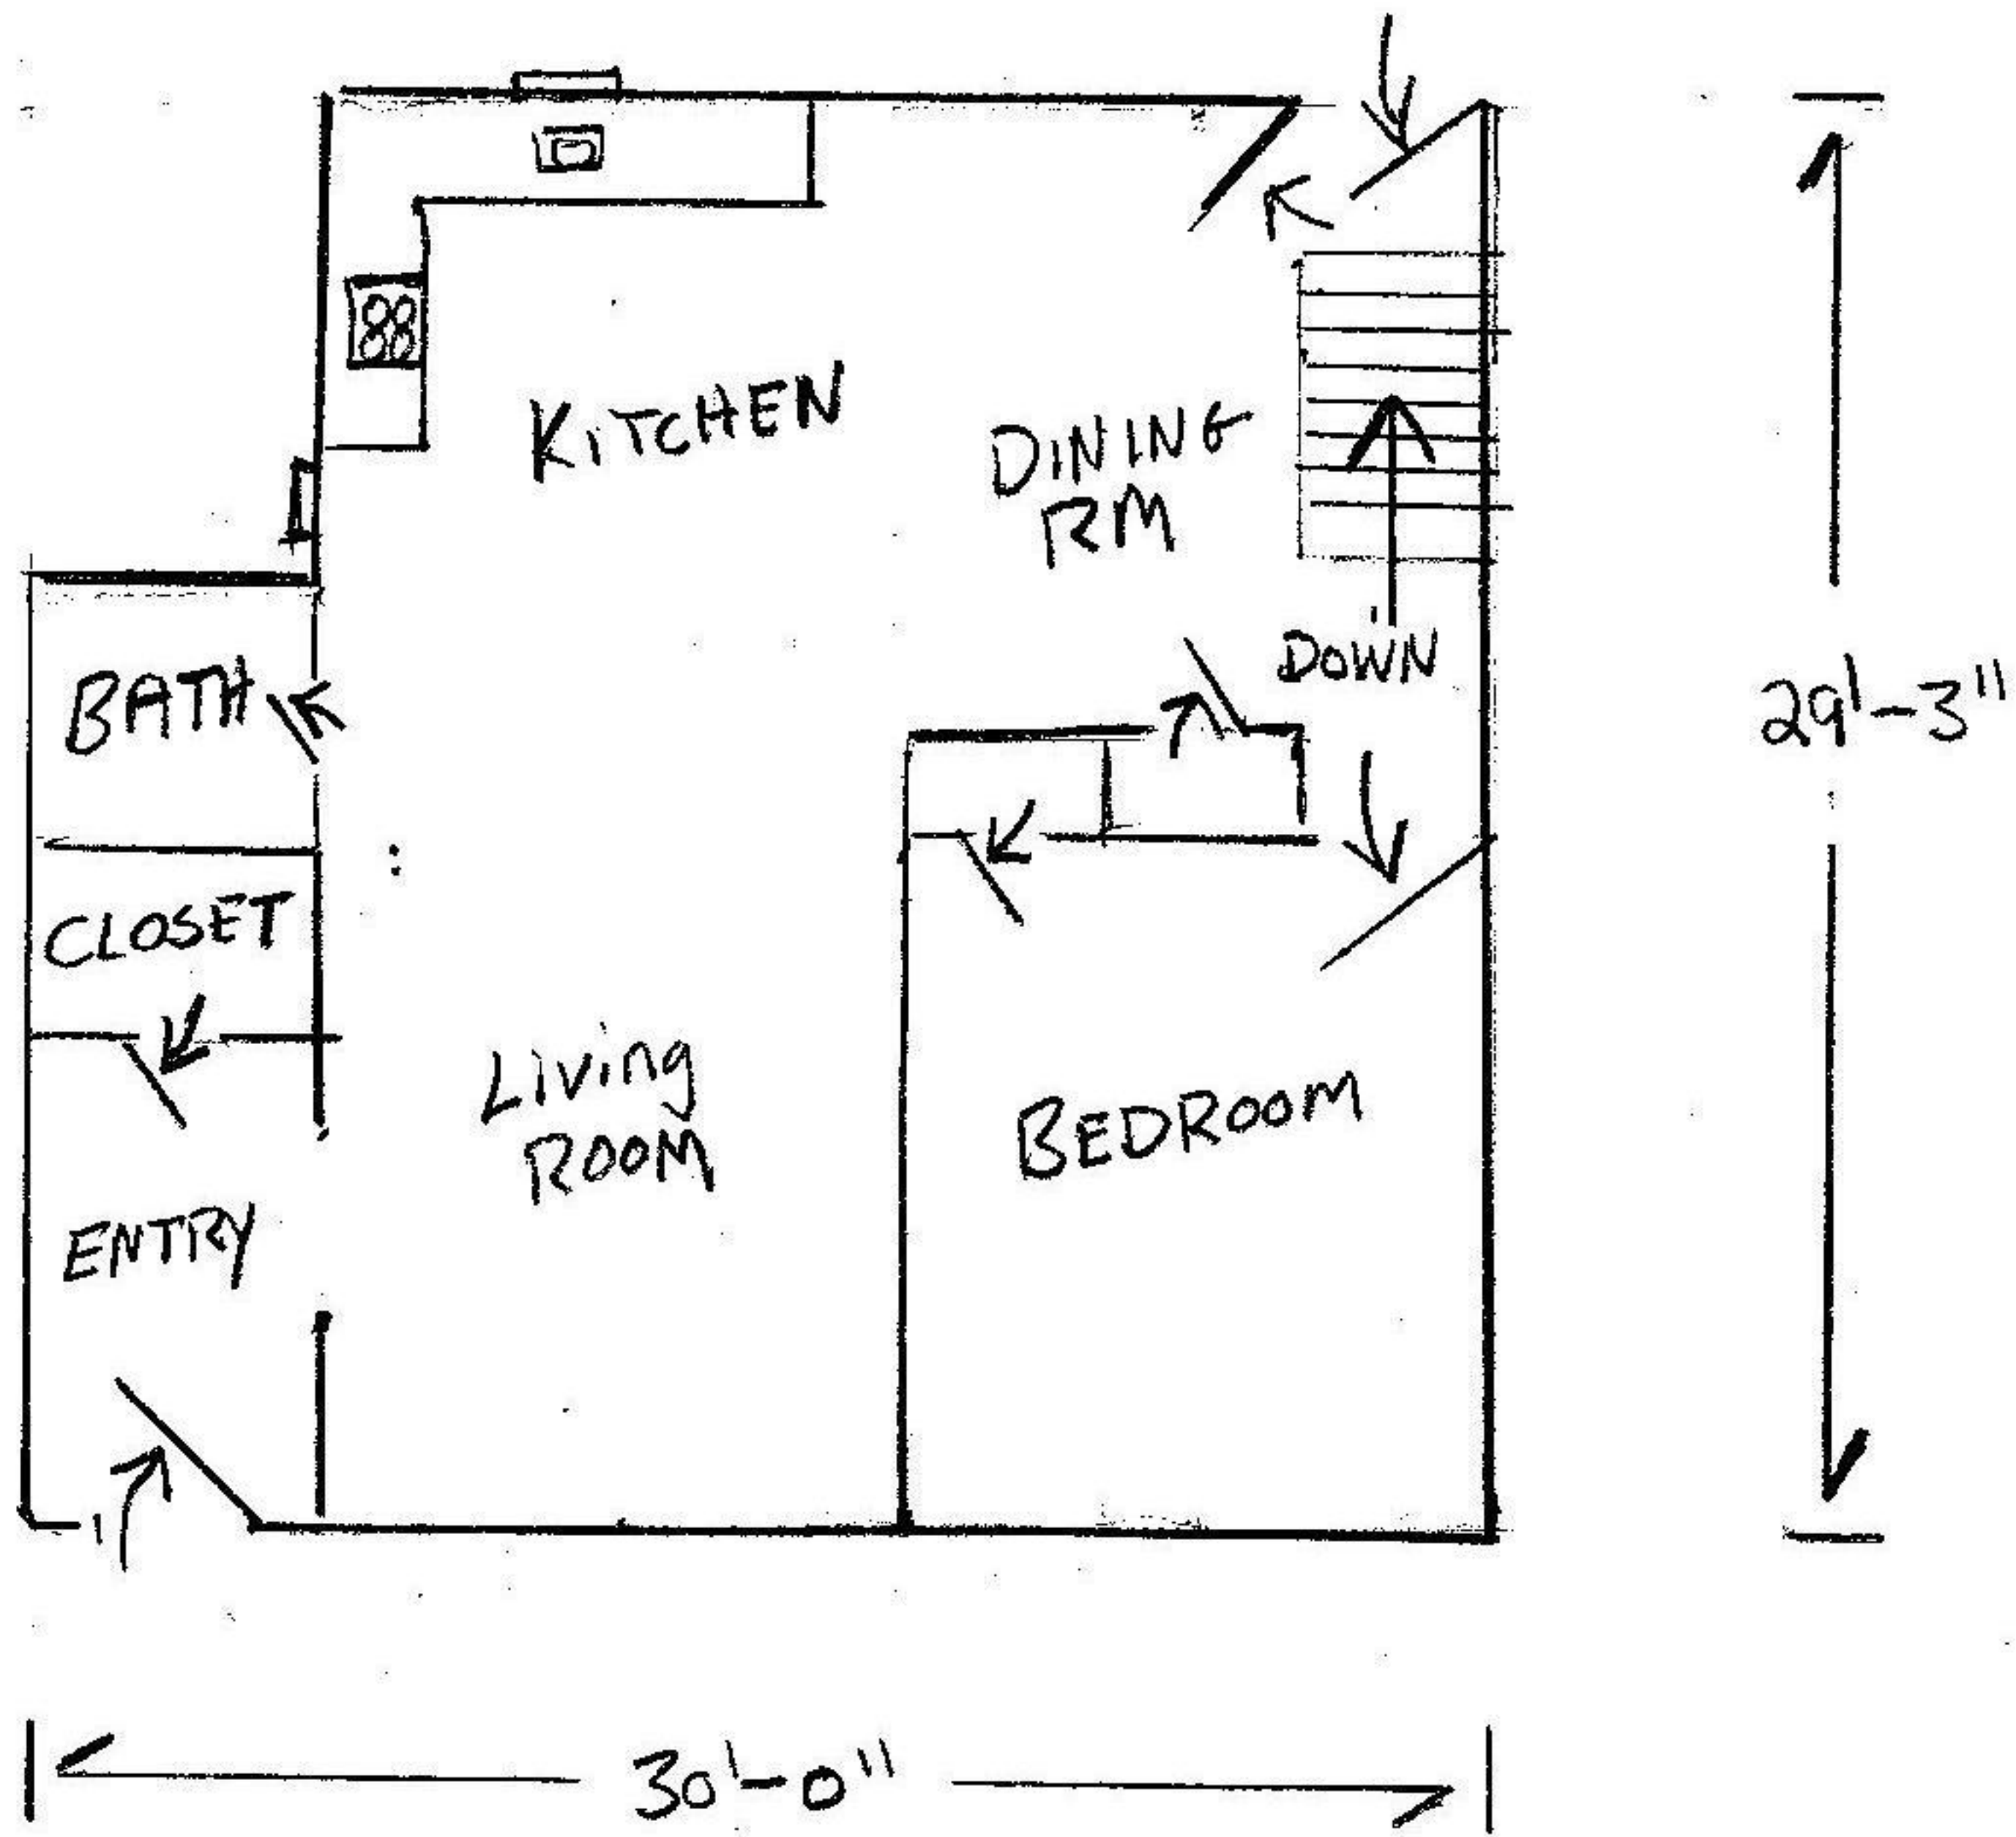 KiTCHEN
DINING
RM
DOWN
BATH
29'-3"
CLOSET
Living
ROOM
BEDROOM
ENTRY
30'-0"